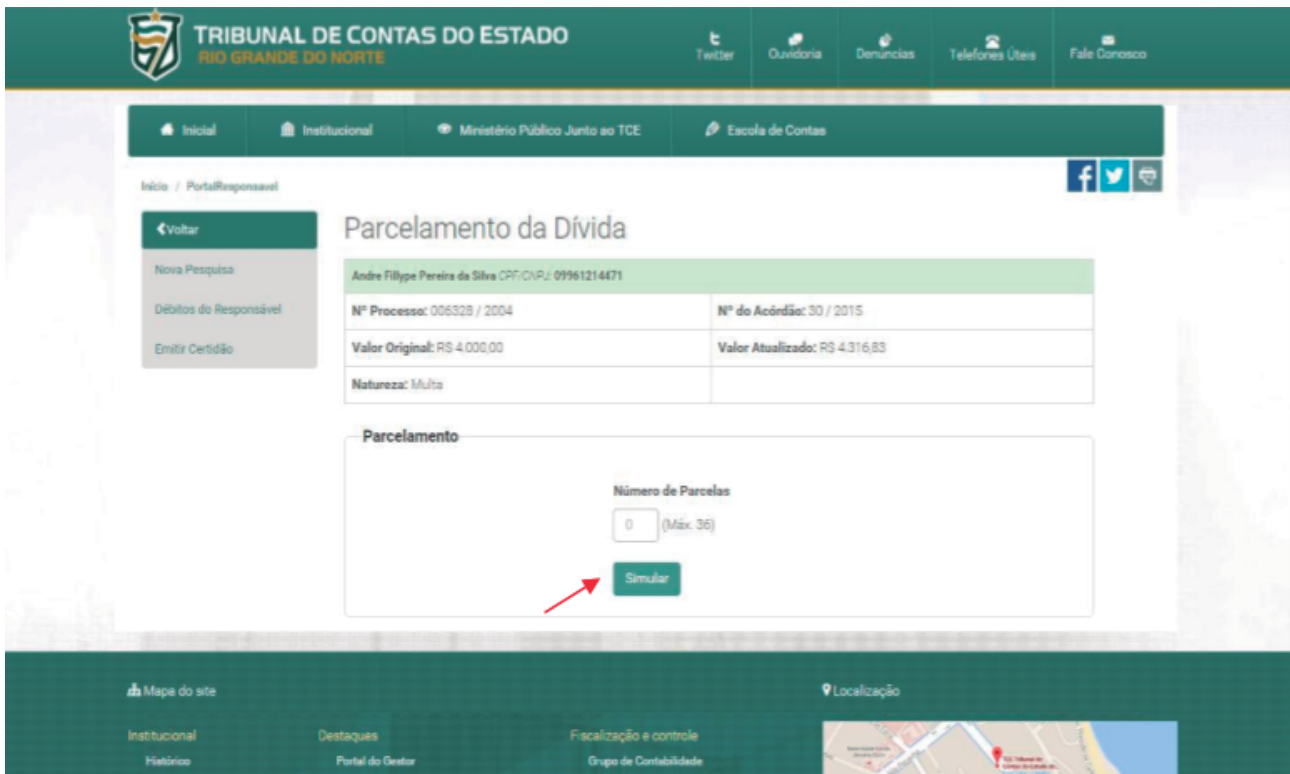 TRIBUNAL DE CONTAS DO ESTADO
RIO GRANDE DO NORTE
Twitter
Ouvidoria
Denúncias
Telefones Úteis
Fale Conosco
Inicial
Institucional
Ministério Público Junto ao TCE
Escola de Contas
Início / PortalResponsavel
Voltar
Nova Pesquisa
Débitos do Responsável
Emitir Certidão
Parcelamento da Dívida
Andre Fillype Pereira da Silva CPF/CNPJ: 09961214471
Nº Processo: 006328 / 2004
Nº do Acórdão: 30 / 2015
Valor Original: R$ 4.000,00
Valor Atualizado: R$ 4.316,83
Natureza: Multa
Parcelamento
Número de Parcelas
0 (Máx. 36)
Simular
Mapa do site
Localização
Institucional
Destaques
Fiscalização e controle
Histórico
Portal do Gestor
Grupo de Contabilidade